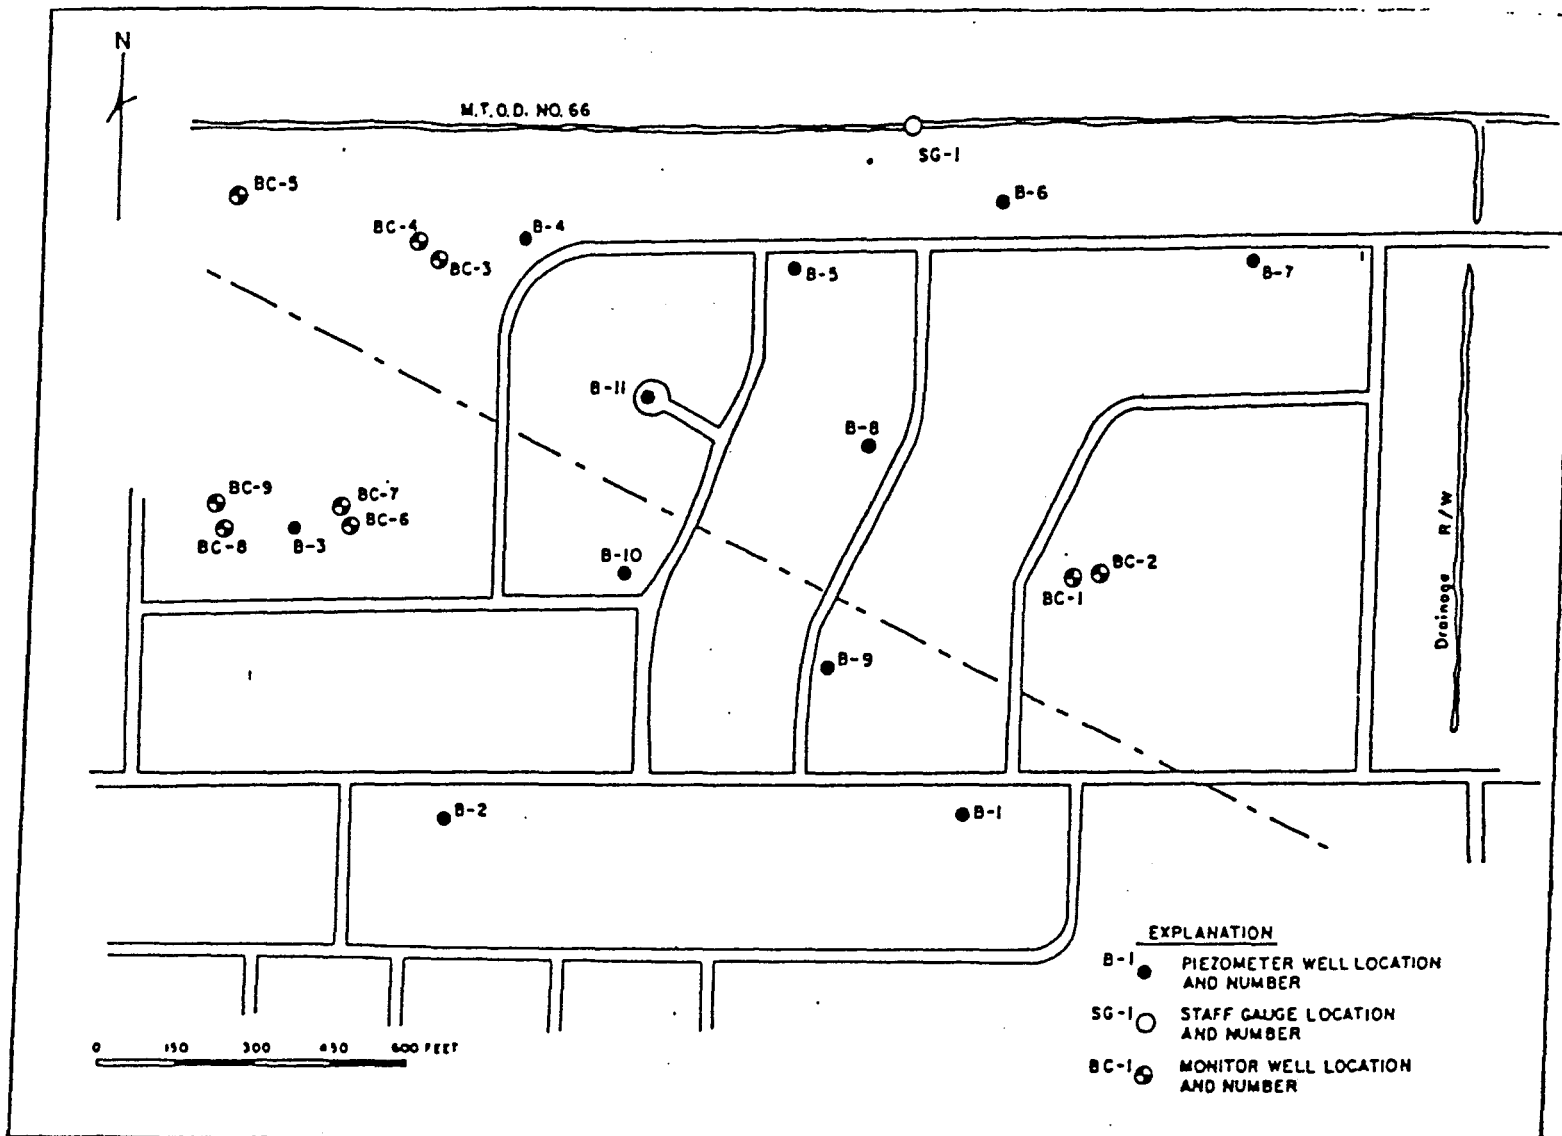 N
M.T.O.D. NO. 66
SG-1
BC-5
B-6
BC-4
B-4
BC-3
B-5
B-7
B-11
B-8
BC-9
BC-7
BC-6
BC-8
B-3
B-10
BC-2
BC-1
Drainage R/W
B-9
B-2
B-1
EXPLANATION
B-1
PIEZOMETER WELL LOCATION
AND NUMBER
SG-1
STAFF GAUGE LOCATION
AND NUMBER
BC-1
MONITOR WELL LOCATION
AND NUMBER
0 150 300 450 600 FEET